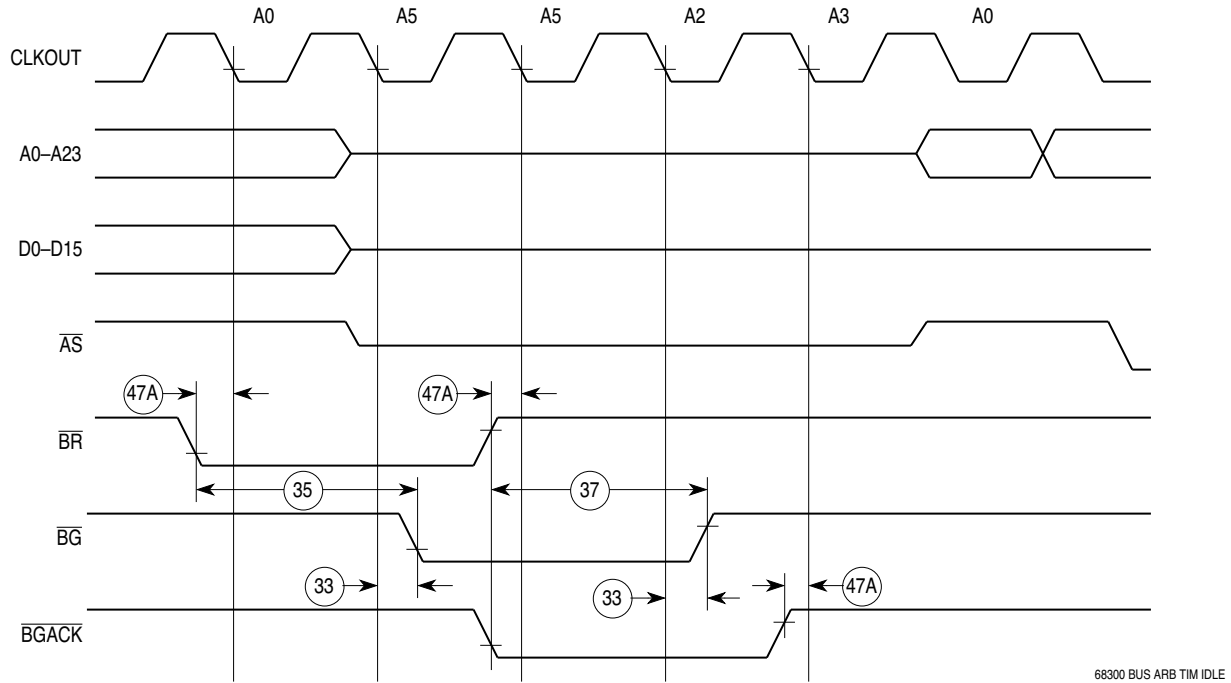 A0 A5 A5 A2 A3 A0
CLKOUT
A0–A23
D0–D15
AS
47A 47A
BR
35 37
BG
33 33 47A
BGACK
68300 BUS ARB TIM IDLE